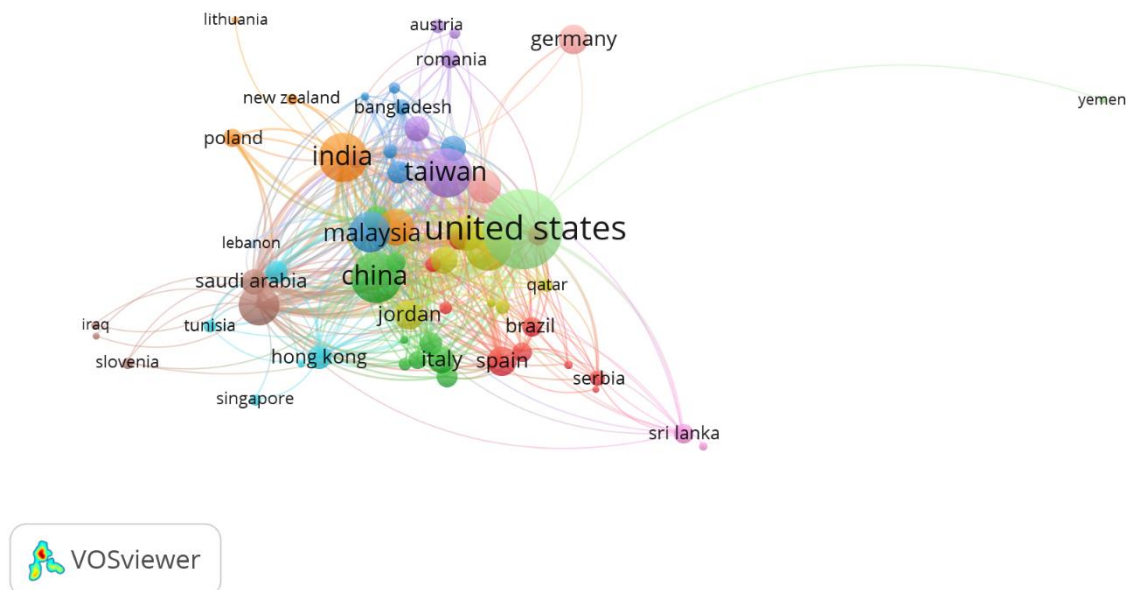 lithuania
austria
germany
romania
new zealand
bangladesh
yemen
poland
india
taiwan
malaysia
united states
lebanon
saudi arabia
china
qatar
jordan
iraq
tunisia
brazil
slovenia
hong kong
italy
spain
serbia
singapore
sri lanka
VOSviewer